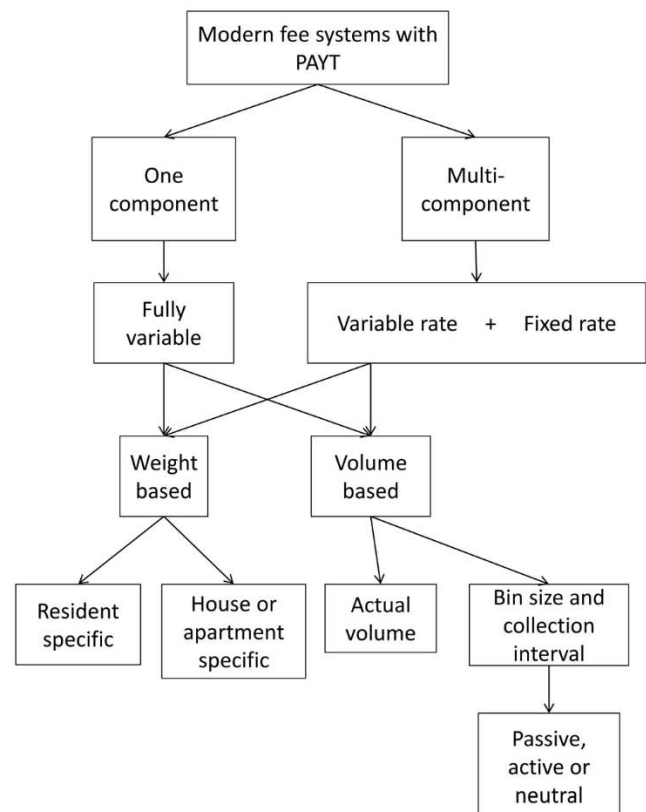 Modern fee systems with
PAYT
One
component
Multi-
component
Fully
variable
Variable rate + Fixed rate
Weight
based
Volume
based
Resident
specific
House or
apartment
specific
Actual
volume
Bin size and
collection
interval
Passive,
active or
neutral